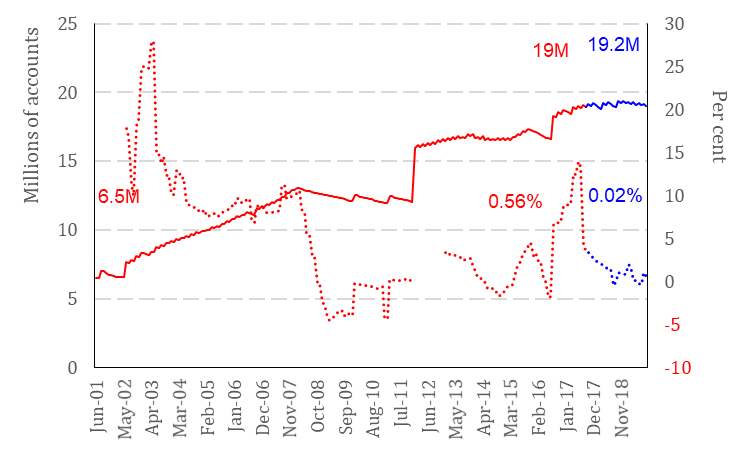 Millions of accounts
25
20
15
10
5
0
19M
19.2M
6.5M
0.56%
0.02%
30
25
20
15
10
5
0
-5
-10
Per cent
Jun-01
May-02
Apr-03
Mar-04
Feb-05
Jan-06
Dec-06
Nov-07
Oct-08
Sep-09
Aug-10
Jul-11
Jun-12
May-13
Apr-14
Mar-15
Feb-16
Jan-17
Dec-17
Nov-18